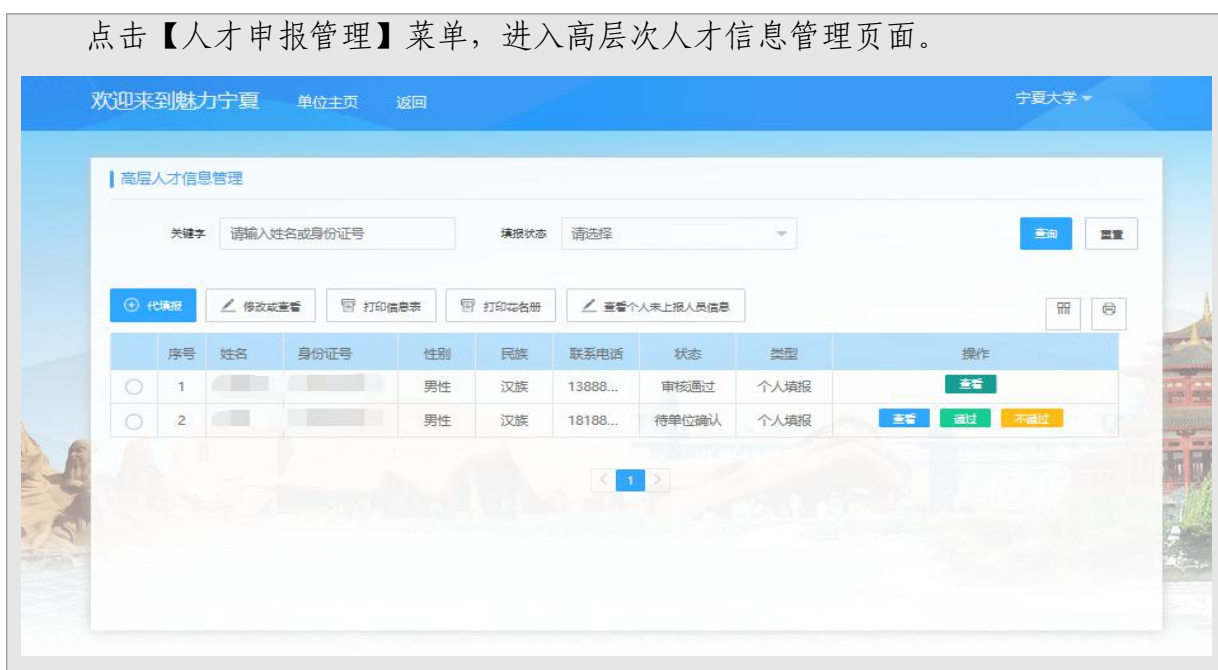 点击【人才申报管理】菜单，进入高层次人才信息管理页面。
欢迎来到魅力宁夏 单位主页 返回 宁夏大学
高层人才信息管理
关键字 请输入姓名或身份证号 填报状态 请选择 查询 重置
代填报 修改或查看 打印信息表 打印花名册 查看个人未上报人员信息
序号 姓名 身份证号 性别 民族 联系电话 状态 类型 操作
1 男性 汉族 13888... 审核通过 个人填报 查看
2 男性 汉族 18188... 待单位确认 个人填报 查看 通过 不通过
< 1 >